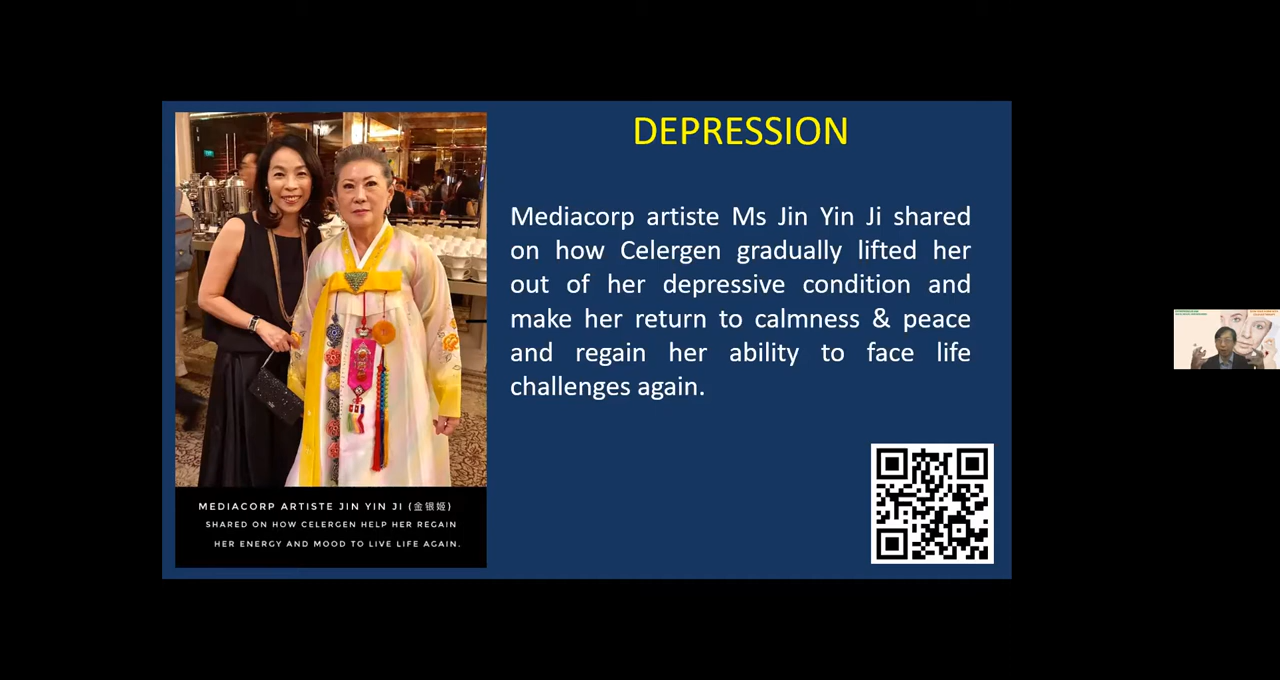 DEPRESSION
Mediacorp artiste Ms Jin Yin Ji shared
on how Celergen gradually lifted her
out of her depressive condition and
make her return to calmness & peace
and regain her ability to face life
challenges again.
MEDIACORP ARTISTE JIN YIN JI (金银姬)
SHARED ON HOW CELERGEN HELP HER REGAIN
HER ENERGY AND MOOD TO LIVE LIFE AGAIN.